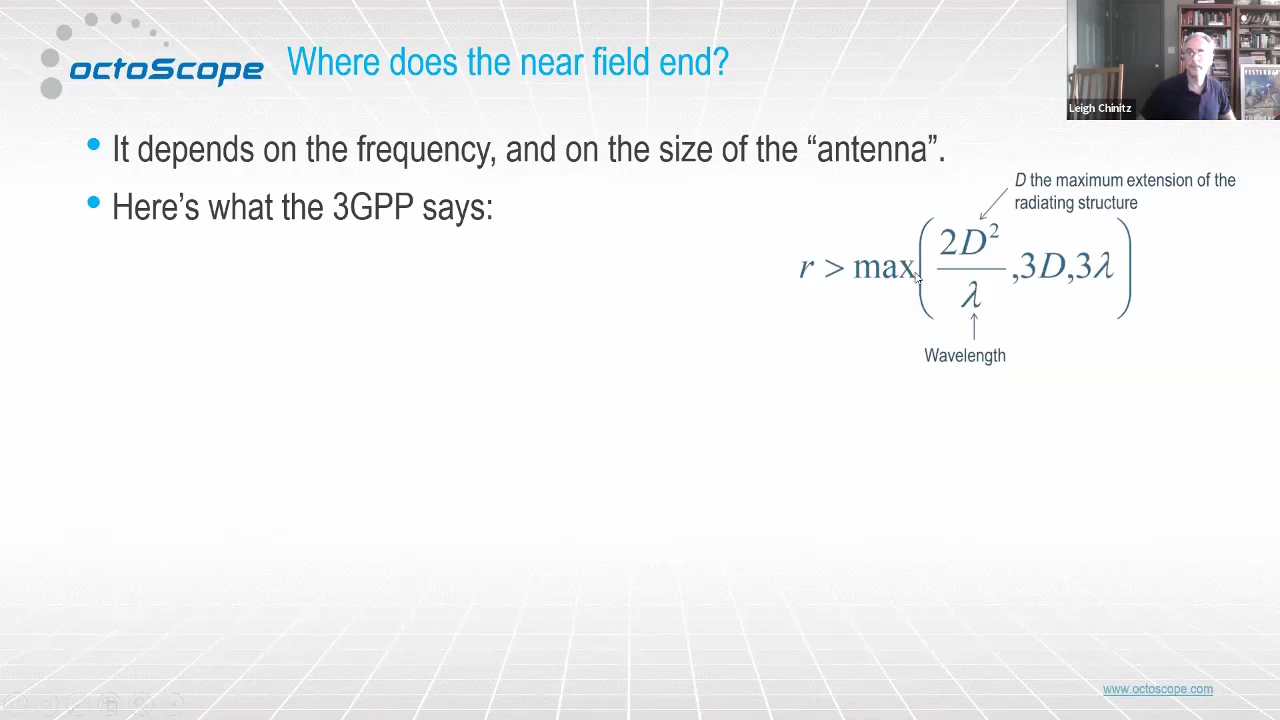 octoScope
Where does the near field end?
Leigh Chinitz
YESTERDAY
• It depends on the frequency, and on the size of the “antenna”.
• Here’s what the 3GPP says:
D the maximum extension of the
radiating structure
r > max(2D²/λ ,3D,3λ)
Wavelength
www.octoscope.com